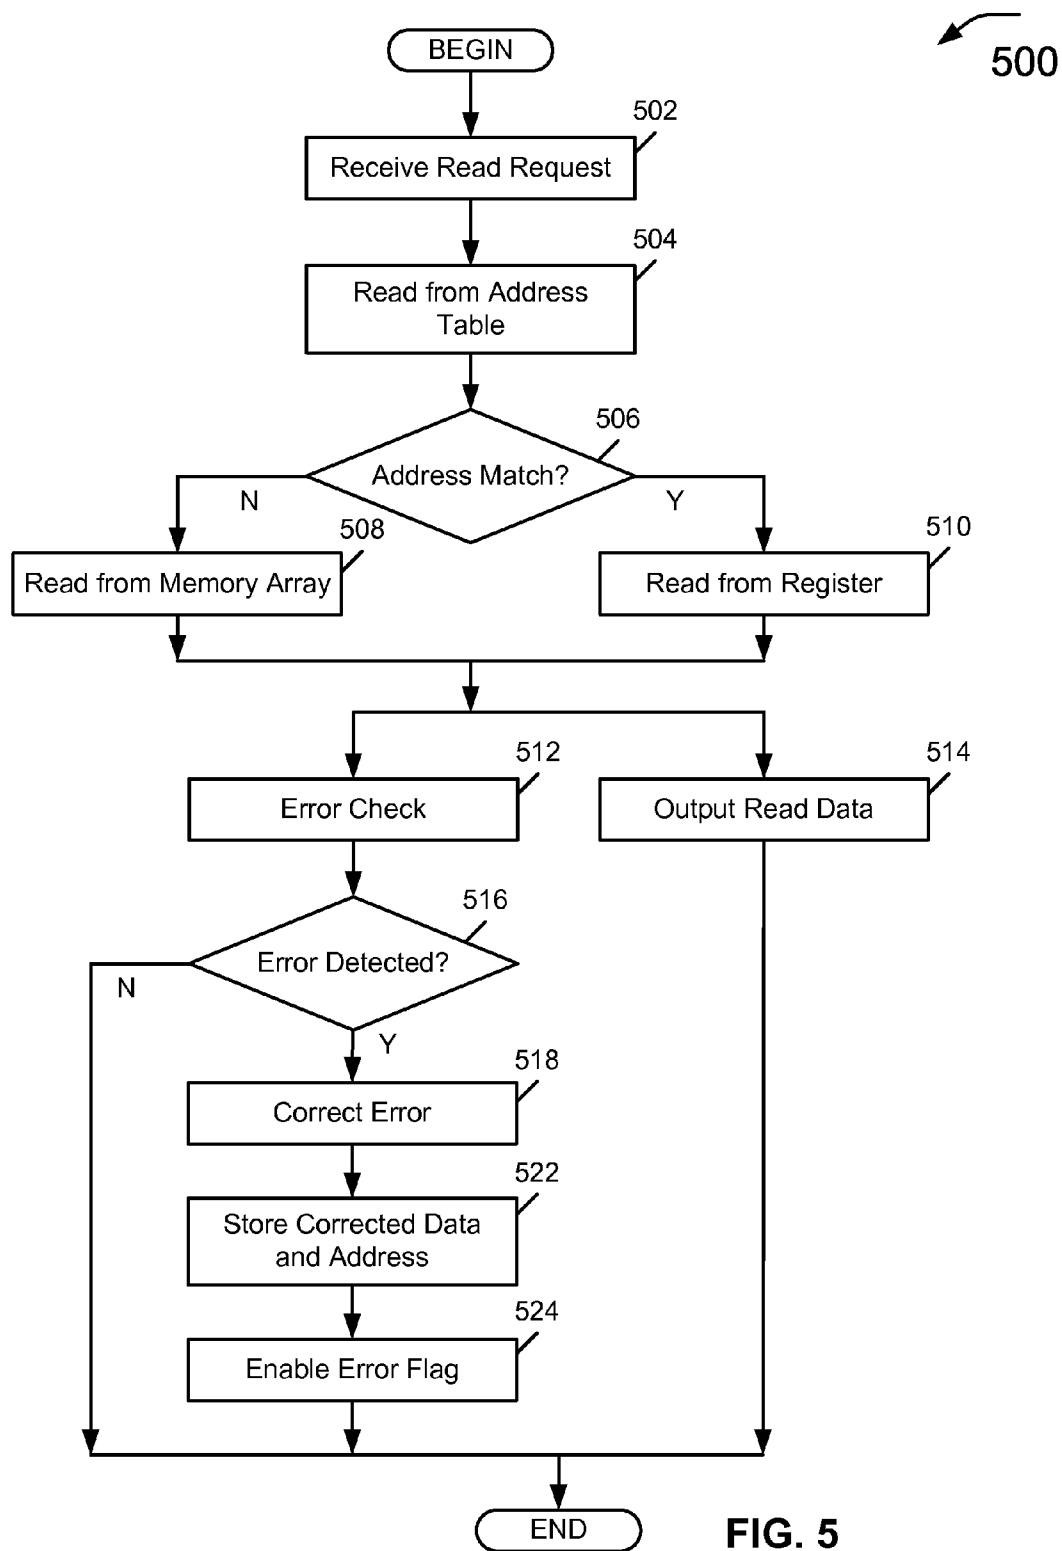 BEGIN
500
502
Receive Read Request
504
Read from Address
Table
506
Address Match?
N
Y
508
Read from Memory Array
510
Read from Register
512
Error Check
514
Output Read Data
516
Error Detected?
N
Y
518
Correct Error
522
Store Corrected Data
and Address
524
Enable Error Flag
END
FIG. 5